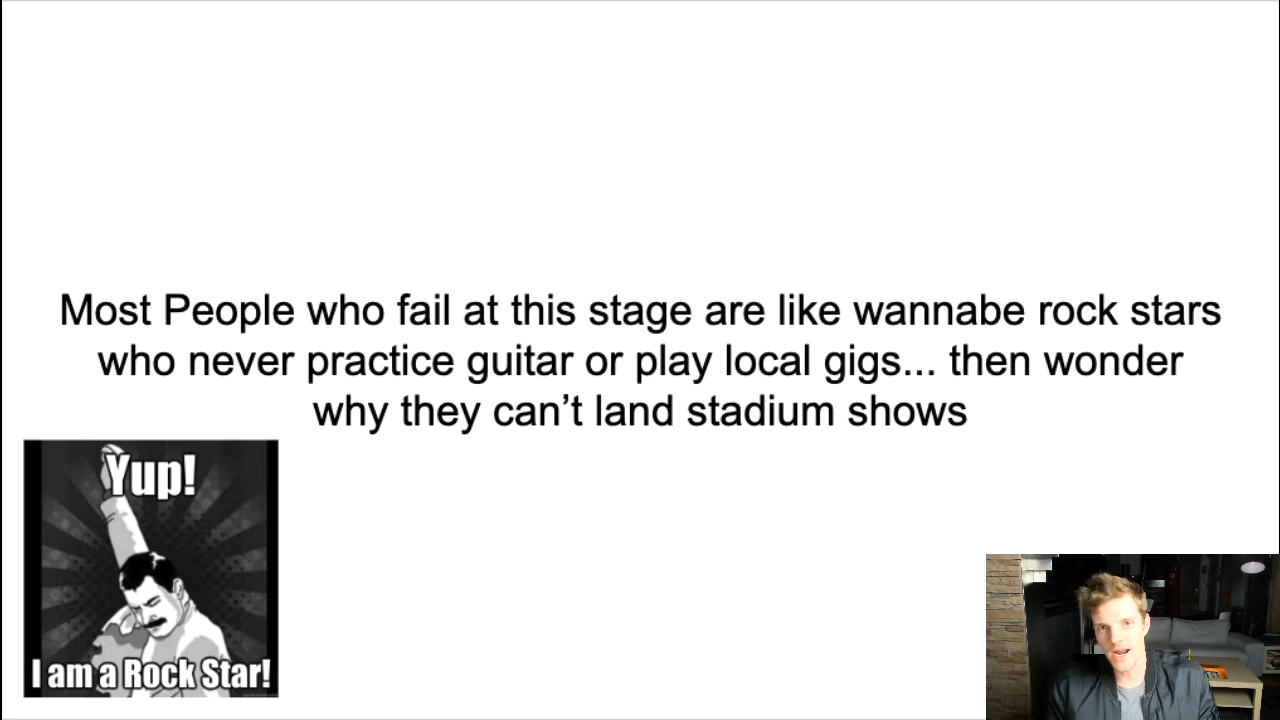 Most People who fail at this stage are like wannabe rock stars
who never practice guitar or play local gigs... then wonder
why they can’t land stadium shows
Yup!
I am a Rock Star!